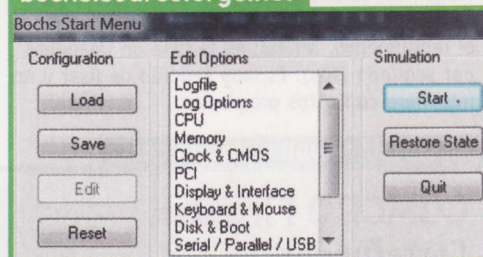 Bochs Start Menu
Configuration
Load
Save
Edit
Reset
Edit Options
Logfile
Log Options
CPU
Memory
Clock & CMOS
PCI
Display & Interface
Keyboard & Mouse
Disk & Boot
Serial / Parallel / USB
Simulation
Start
Restore State
Quit